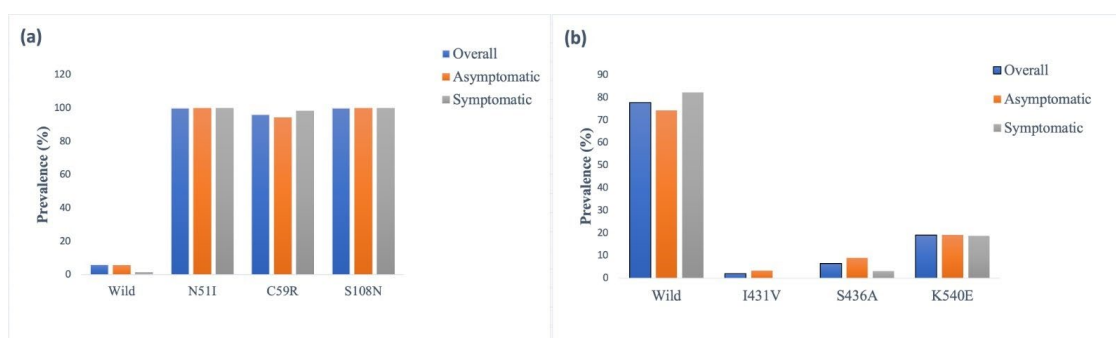 (a)
Overall
Asymptomatic
Symptomatic
Prevalence (%)
120
100
80
60
40
20
0
Wild N51I C59R S108N
(b)
Overall
Asymptomatic
Symptomatic
Prevalence (%)
90
80
70
60
50
40
30
20
10
0
Wild I431V S436A K540E